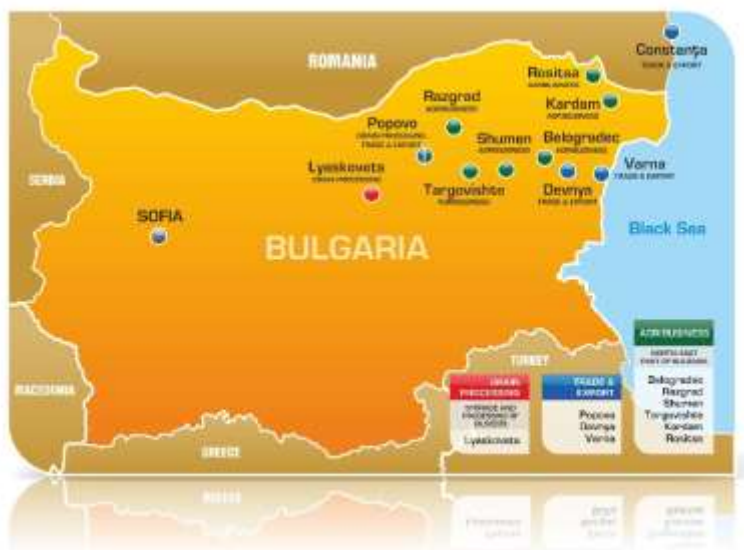 ROMANIA
Constanța
TRADE & EXPORT
Rositsa
AGRIBUSINESS
Kardam
AGRIBUSINESS
Razgrad
AGRIBUSINESS
Popovo
GRAIN PROCESSING
TRADE & EXPORT
Shumen
AGRIBUSINESS
Belogradec
AGRIBUSINESS
Lyaskovets
GRAIN PROCESSING
Targovishte
AGRIBUSINESS
Devnya
TRADE & EXPORT
Varna
TRADE & EXPORT
SERBIA
SOFIA
BULGARIA
Black Sea
MACEDONIA
GREECE
TURKEY
GRAIN
PROCESSING
STORAGE AND
PROCESSING OF
Lyaskovets
TRADE &
EXPORT
Popovo
Devnya
Varna
AGRIBUSINESS
NORTH-EAST
PART OF BULGARIA
Belogradec
Razgrad
Shumen
Targovishte
Kardam
Rositsa